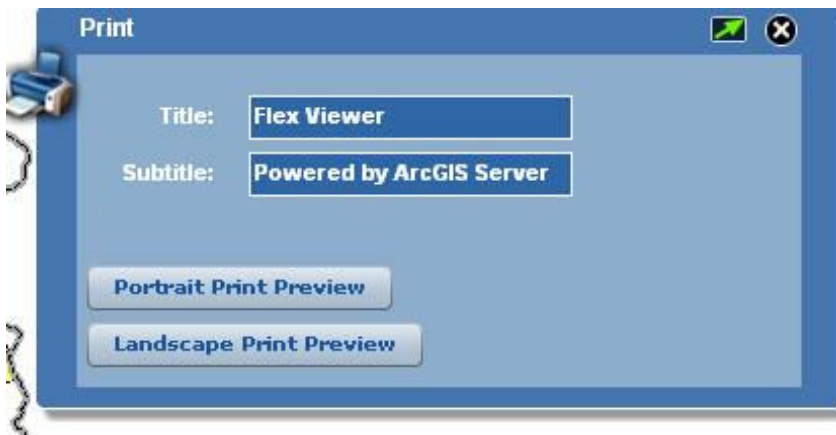 Print
Title: Flex Viewer
Subtitle: Powered by ArcGIS Server
Portrait Print Preview
Landscape Print Preview